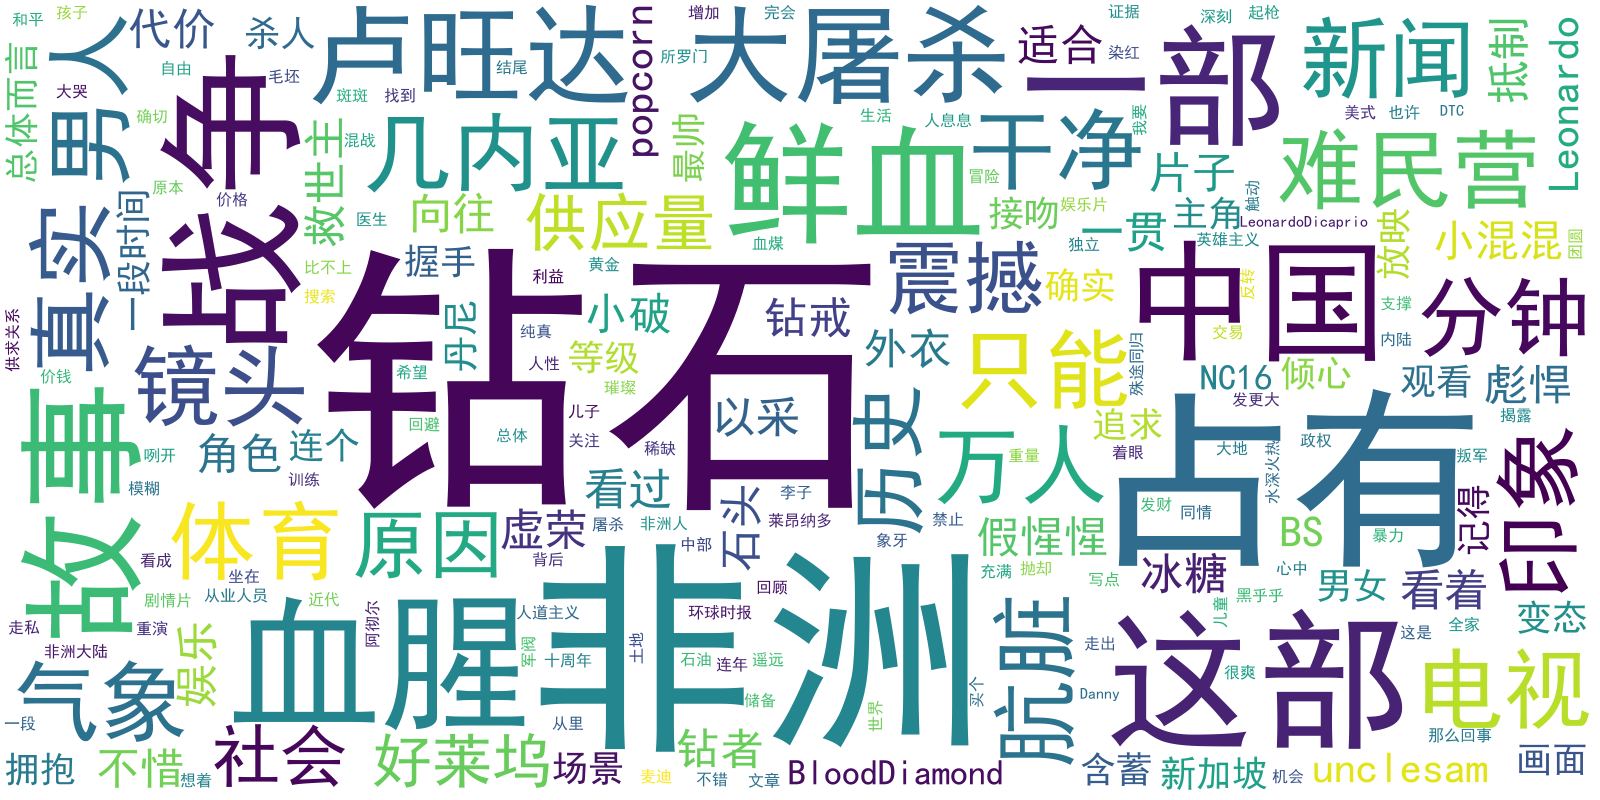 和平
孩子
男人
代价
杀人
卢旺达
popcorn
增加
完会
大屠杀
适合
证据
深刻
起枪
一部
新闻
抵制
Leonardo
总体而言
自由
大哭
毛坯
结尾
斑斑
找到
所罗门
染红
美式
也许
DTC
确切
战争
救世主
混战
几内亚
最帅
鲜血
生活
人息息
干净
我要
片子
难民营
原本
价格
医生
向往
供应量
接吻
冒险
娱乐片
一贯
主角
触动
LeonardoDicaprio
英雄主义
放映
小混混
团圆
真实
一段时间
比不上
搜索
握手
黄金
利益
血煤
震撼
独立
确实
中国
反转
交易
支撑
内陆
分钟
供求关系
价钱
镜头
丹尼
纯真
人性
小破
等级
璀璨
钻戒
外衣
只能
殊途同归
NC16
倾心
观看
彪悍
希望
回避
钻石
儿子
关注
总体
稀缺
以采
历史
追求
万人
重量
着眼
发更大
占有
大地
水深火热
政权
揭露
叛军
印象
故事
角色
连个
咧开
模糊
训练
看过
屠杀
非洲人
石头
李子
莱昂纳多
象牙
禁止
发财
同情
BS
暴力
记得
体育
原因
虚荣
背后
中部
回顾
假惺惺
充满
抛却
写点
冰糖
心中
男女
看着
变态
看成
坐在
剧情片
从业人员
近代
阿彻尔
血腥
人道主义
非洲
环球时报
肮脏
儿童
黑乎乎
这是
全家
走私
重演
非洲大陆
娱乐
军阀
十周年
土地
石油
连年
遥远
储备
世界
买个
走出
Danny
这部
很爽
电视
气象
一段
从里
拥抱
不惜
想着
社会
好莱坞
场景
钻者
麦迪
不错
文章
BloodDiamond
含蓄
新加坡
机会
unclesam
那么回事
画面